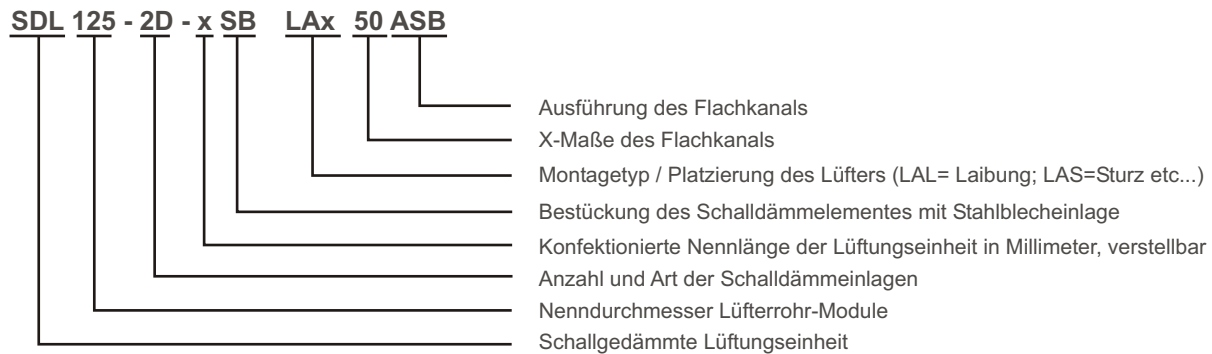 SDL 125 - 2D - x SB LAx 50 ASB
Ausführung des Flachkanals
X-Maße des Flachkanals
Montagetyp / Platzierung des Lüfters (LAL= Laibung; LAS=Sturz etc...)
Bestückung des Schalldämmelementes mit Stahlblecheinlage
Konfektionierte Nennlänge der Lüftungseinheit in Millimeter, verstellbar
Anzahl und Art der Schalldämmeinlagen
Nenndurchmesser Lüfterrohr-Module
Schallgedämmte Lüftungseinheit